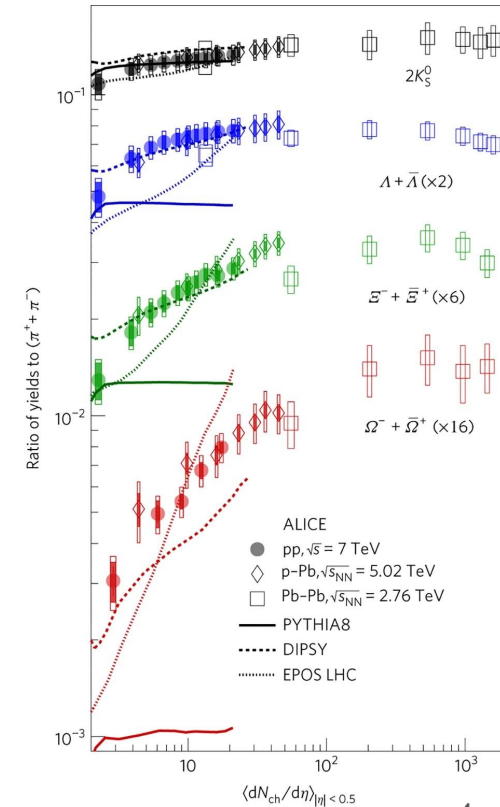 Ratio of yields to (π⁺+ π⁻)
10⁻¹
10⁻²
10⁻³
2K⁰S
Λ + Λ̅ (×2)
Ξ⁻ + Ξ̅⁺ (×6)
Ω⁻ + Ω̅⁺ (×16)
ALICE
pp, √s = 7 TeV
p–Pb, √sNN = 5.02 TeV
Pb–Pb, √sNN = 2.76 TeV
PYTHIA8
DIPSY
EPOS LHC
10
10²
10³
⟨dNch/dη⟩|η| < 0.5